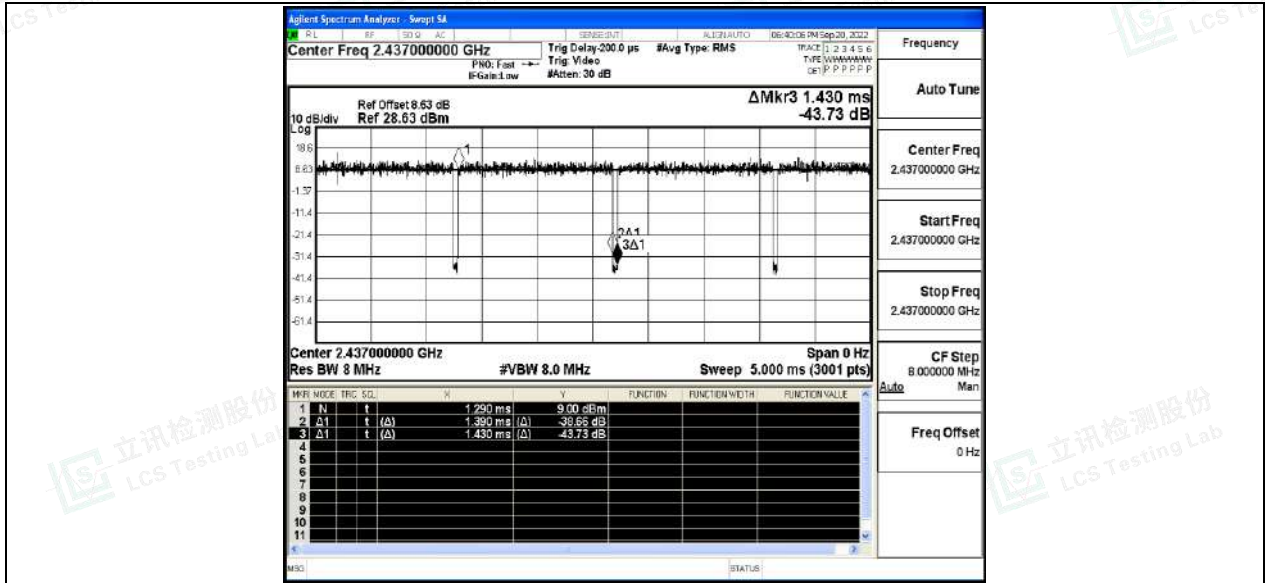 Agilent Spectrum Analyzer - Swept SA
RL RF 50 Ω AC SENSE:INT ALIGNAUTO 06:40:06 PM Sep 20, 2022
Center Freq 2.437000000 GHz
PNO: Fast
IFGain:Low
Trig Delay-200.0 µs
Trig: Video
#Atten: 30 dB
#Avg Type: RMS
TRACE 1 2 3 4 5 6
TYPE
DET P P P P P P
ΔMkr3 1.430 ms
-43.73 dB
Ref Offset 8.63 dB
10 dB/div Ref 28.63 dBm
Log
18.6
8.63
-1.37
-11.4
-21.4
-31.4
-41.4
-51.4
-61.4
1
2Δ1
3Δ1
Center 2.437000000 GHz Span 0 Hz
Res BW 8 MHz #VBW 8.0 MHz Sweep 5.000 ms (3001 pts)
MKR MODE TRC SCL X Y FUNCTION FUNCTION WIDTH FUNCTION VALUE
1 N t 1.290 ms 9.00 dBm
2 Δ1 t (Δ) 1.390 ms (Δ) -38.66 dB
3 Δ1 t (Δ) 1.430 ms (Δ) -43.73 dB
4
5
6
7
8
9
10
11
MSG STATUS
Frequency
Auto Tune
Center Freq
2.437000000 GHz
Start Freq
2.437000000 GHz
Stop Freq
2.437000000 GHz
CF Step
8.000000 MHz
Auto Man
Freq Offset
0 Hz
立讯检测股份
LCS Testing Lab
立讯检测股份
LCS Testing Lab